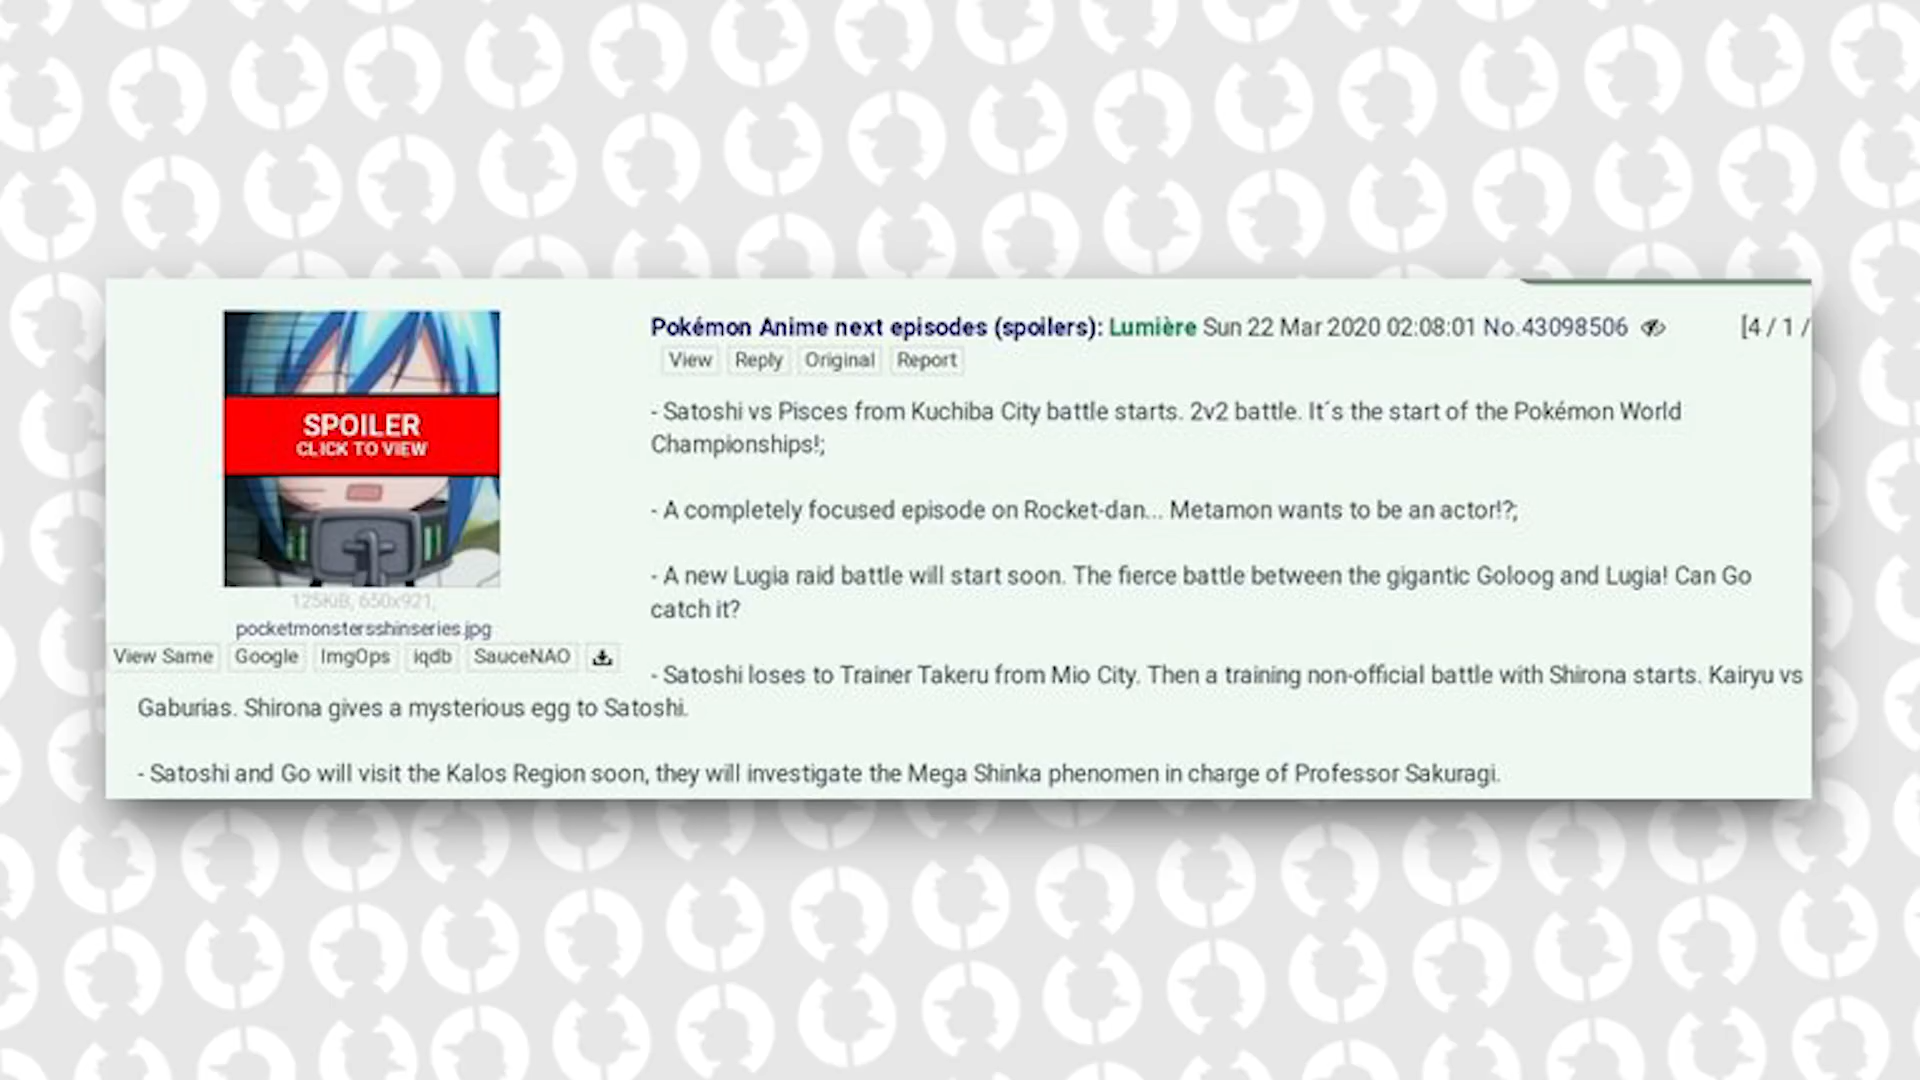 SPOILER
CLICK TO VIEW
125KiB, 650x921,
pocketmonstersshinseries.jpg
View Same Google ImgOps iqdb SauceNAO
Pokémon Anime next episodes (spoilers): Lumière Sun 22 Mar 2020 02:08:01 No.43098506 [4 / 1 /
View Reply Original Report
- Satoshi vs Pisces from Kuchiba City battle starts. 2v2 battle. It´s the start of the Pokémon World
Championships!;
- A completely focused episode on Rocket-dan... Metamon wants to be an actor!?;
- A new Lugia raid battle will start soon. The fierce battle between the gigantic Goloog and Lugia! Can Go
catch it?
- Satoshi loses to Trainer Takeru from Mio City. Then a training non-official battle with Shirona starts. Kairyu vs
Gaburias. Shirona gives a mysterious egg to Satoshi.
- Satoshi and Go will visit the Kalos Region soon, they will investigate the Mega Shinka phenomen in charge of Professor Sakuragi.